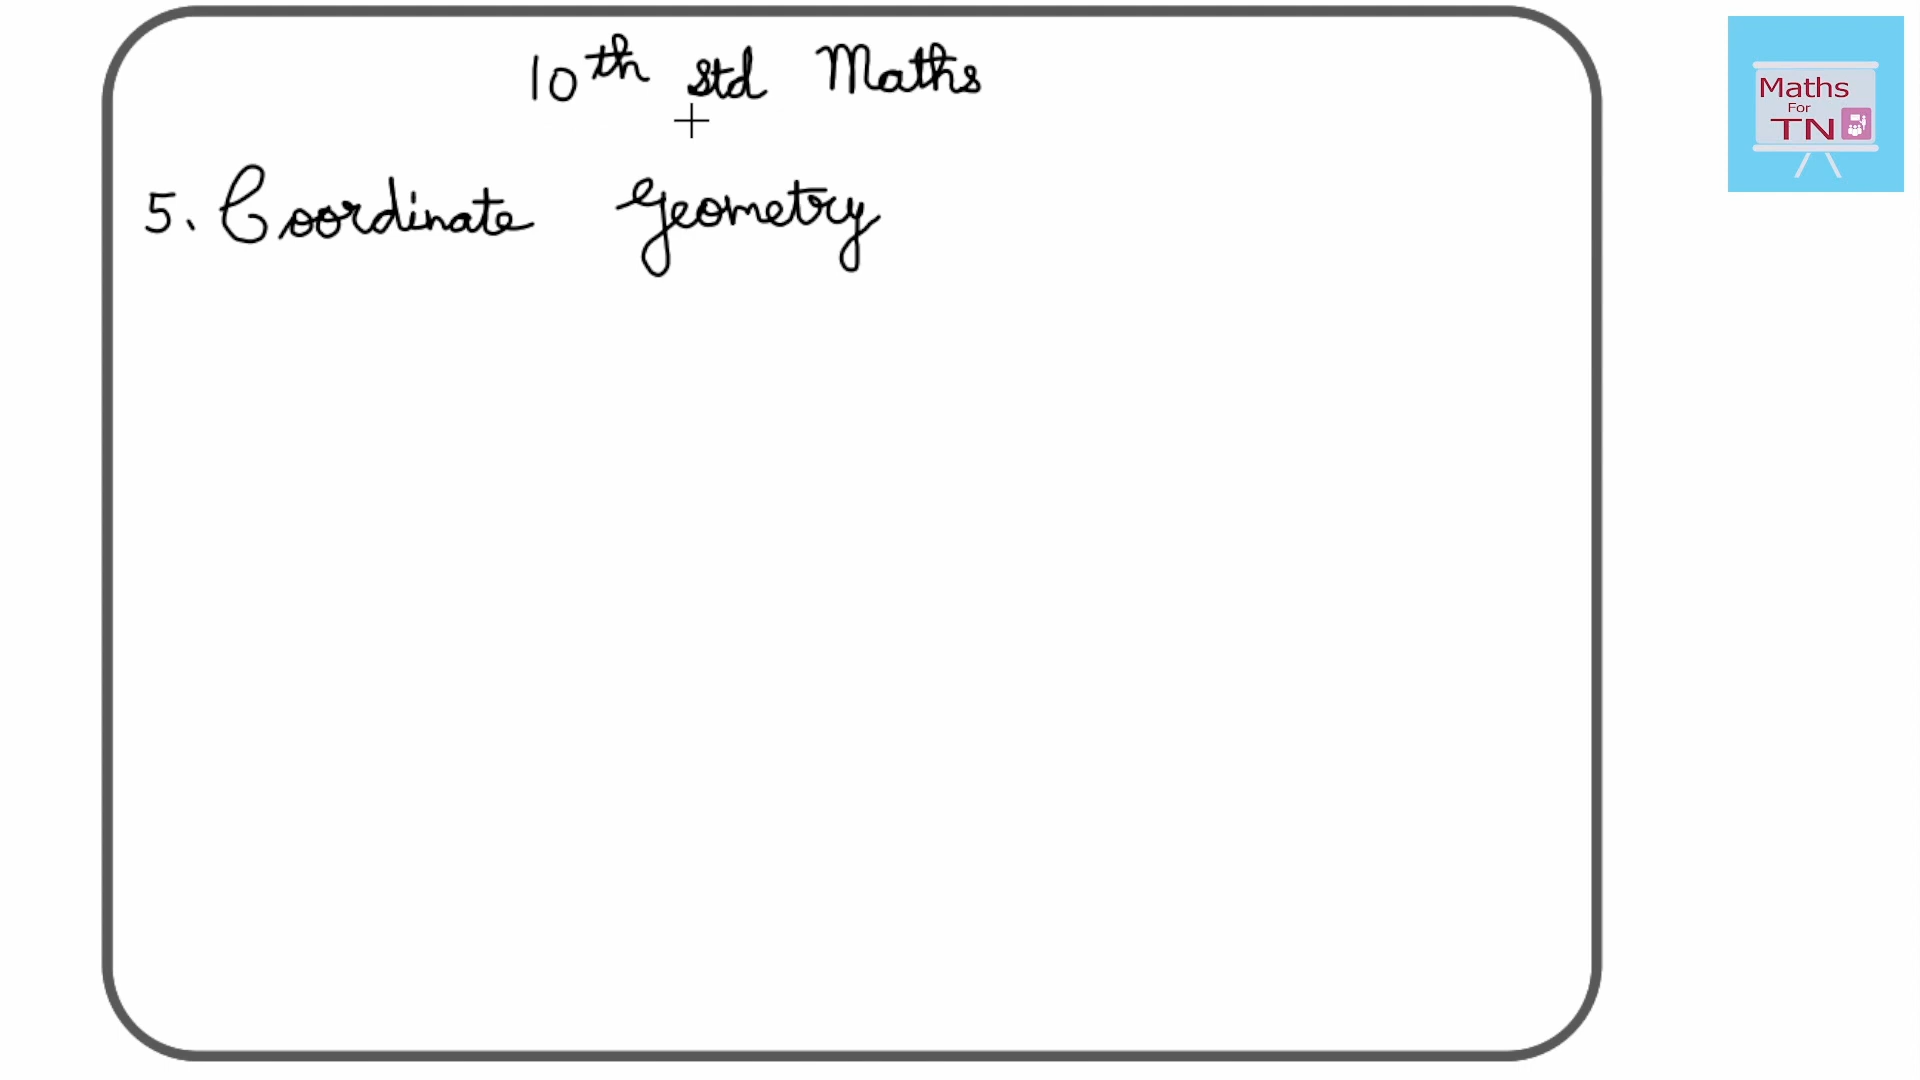 10th std Maths
5. Coordinate Geometry
Maths
For
TN